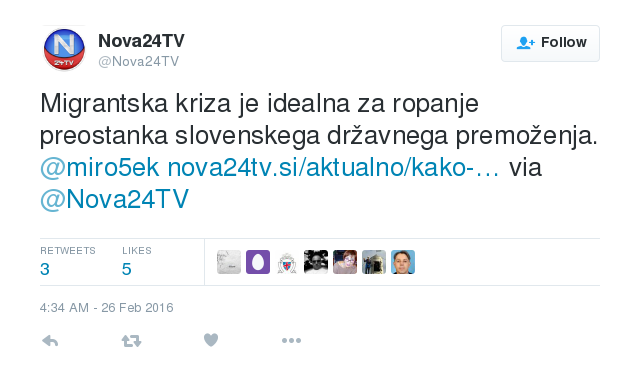 Nova24TV
@Nova24TV
Follow
Migrantska kriza je idealna za ropanje
preostanka slovenskega državnega premoženja.
@miro5ek nova24tv.si/aktualno/kako-… via
@Nova24TV
RETWEETS
3
LIKES
5
4:34 AM - 26 Feb 2016